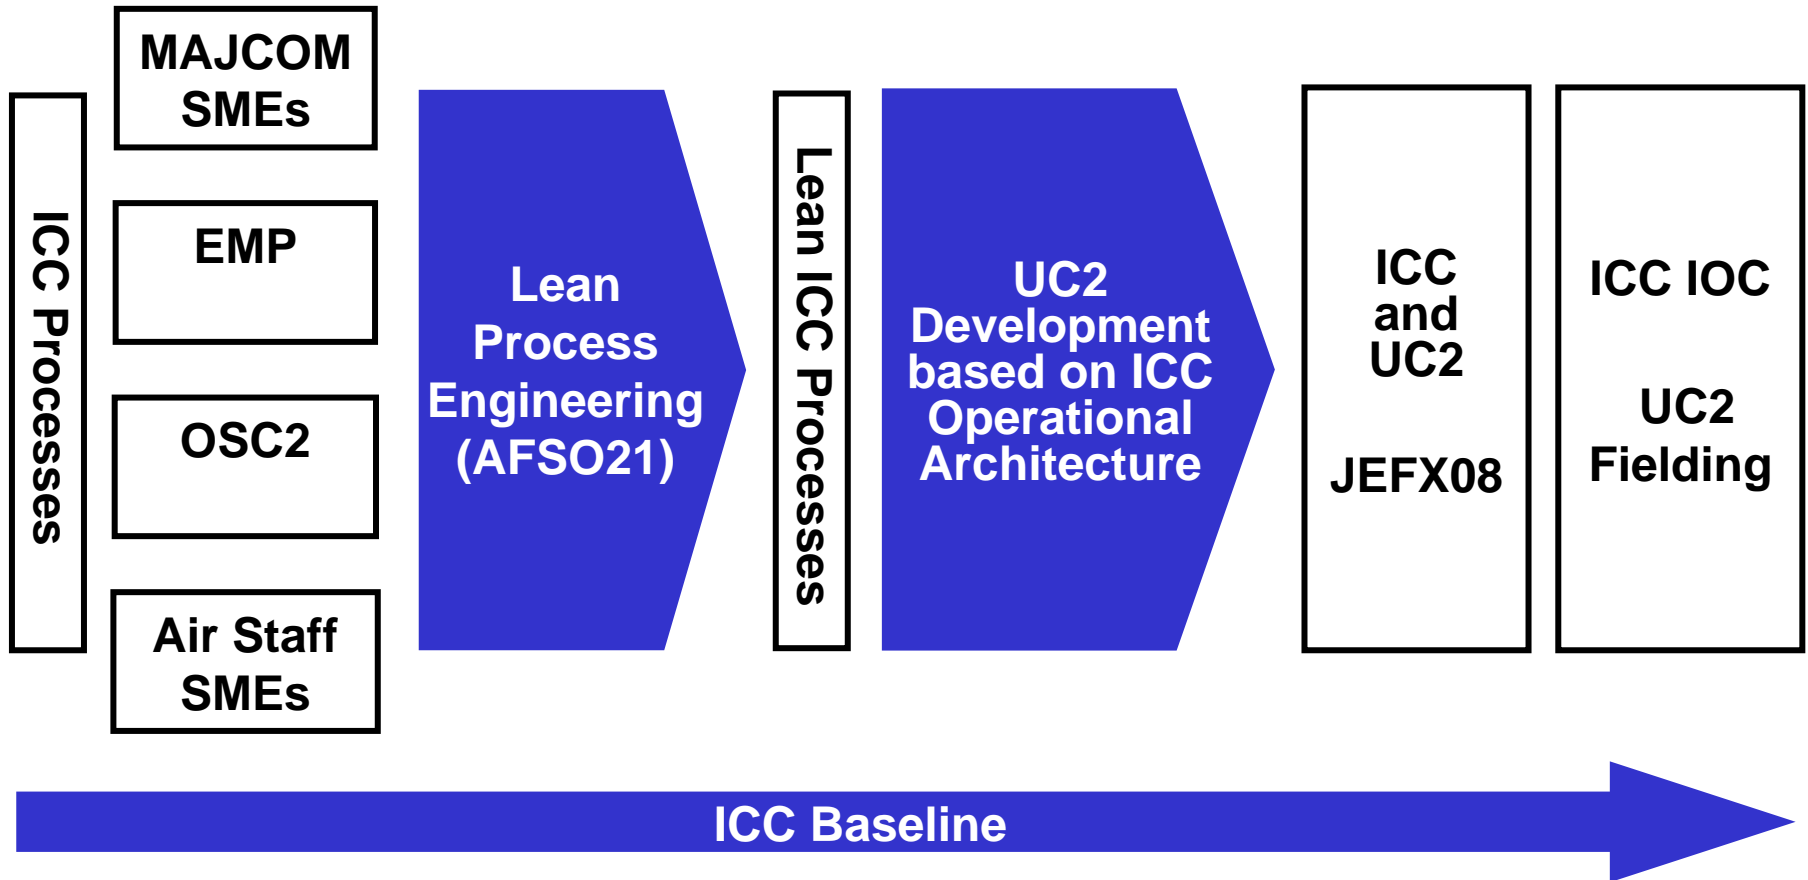 ICC Processes
MAJCOM
SMEs
EMP
OSC2
Air Staff
SMEs
Lean
Process
Engineering
(AFSO21)
Lean ICC Processes
UC2
Development
based on ICC
Operational
Architecture
ICC
and
UC2
JEFX08
ICC IOC
UC2
Fielding
ICC Baseline